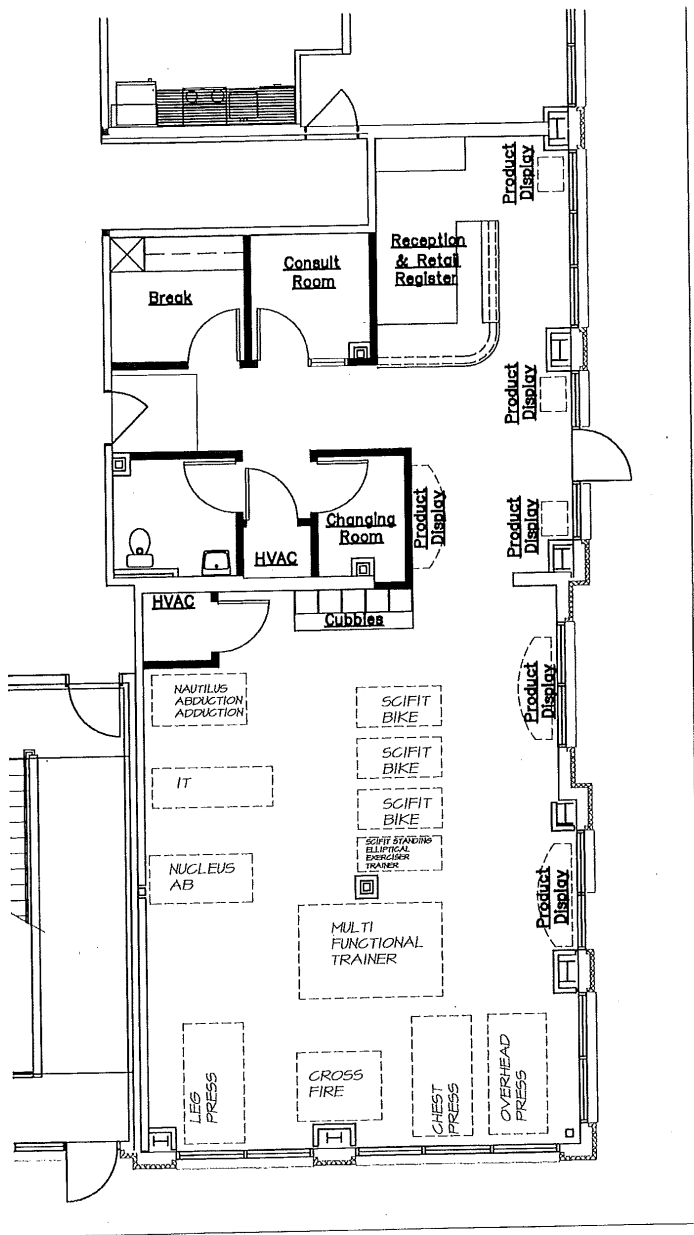 Product
Display
Reception
& Retail
Register
Consult
Room
Break
Product
Display
Product
Display
Product
Display
Changing
Room
HVAC
HVAC
Cubbies
NAUTILUS
ABDUCTION
ADDUCTION
SCIFIT
BIKE
Product
Display
SCIFIT
BIKE
IT
SCIFIT
BIKE
SCIFIT STANDING
ELLIPTICAL
EXERCISER
TRAINER
NUCLEUS
AB
Product
Display
MULTI
FUNCTIONAL
TRAINER
LEG
PRESS
CROSS
FIRE
CHEST
PRESS
OVERHEAD
PRESS